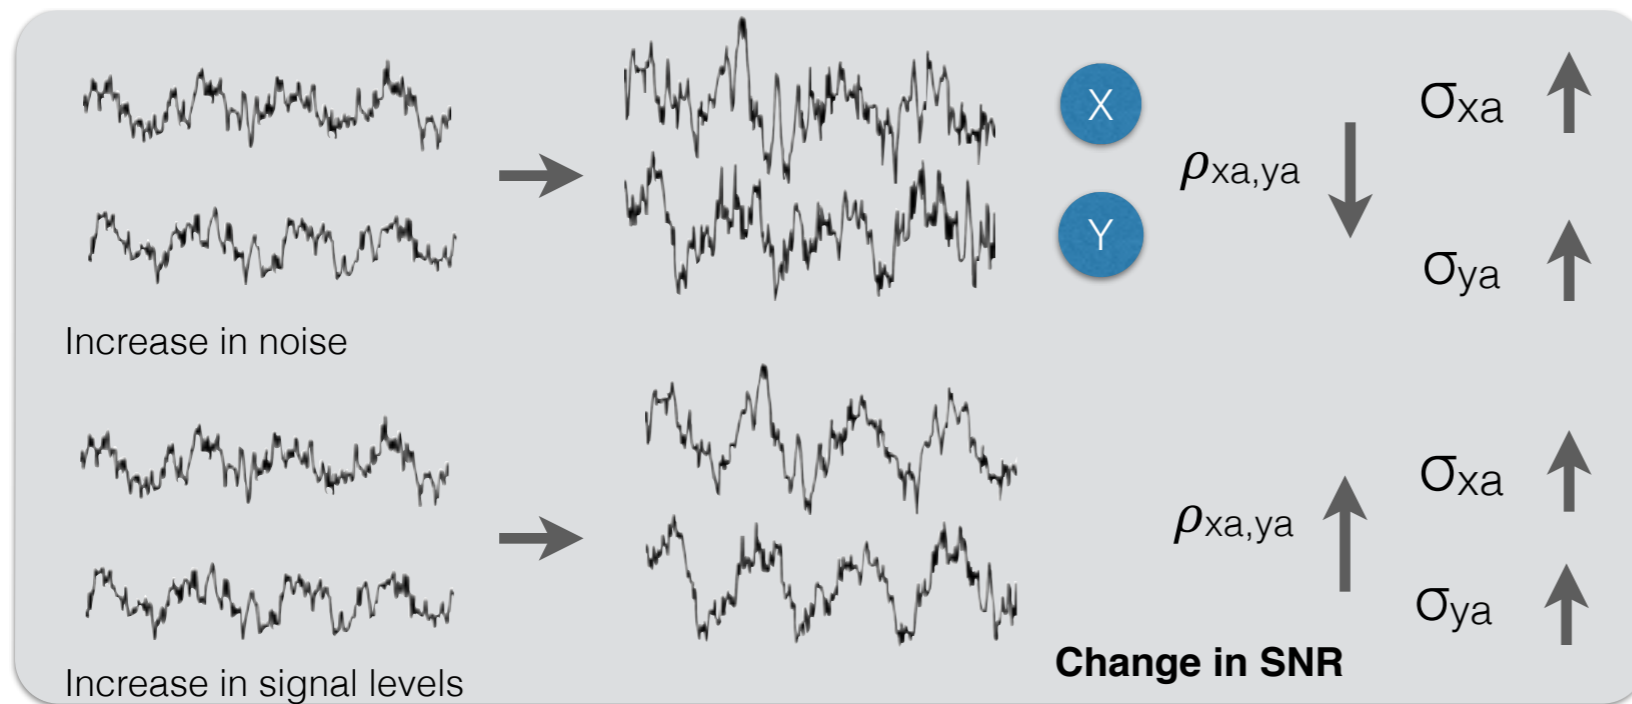 X
σxa
ρxa,ya
Y
σya
Increase in noise
σxa
ρxa,ya
σya
Change in SNR
Increase in signal levels